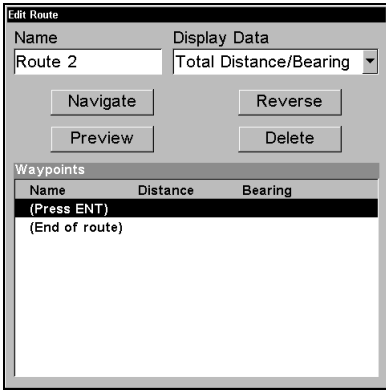 Edit Route
Name Display Data
Route 2 Total Distance/Bearing
Navigate Reverse
Preview Delete
Waypoints
Name Distance Bearing
(Press ENT)
(End of route)